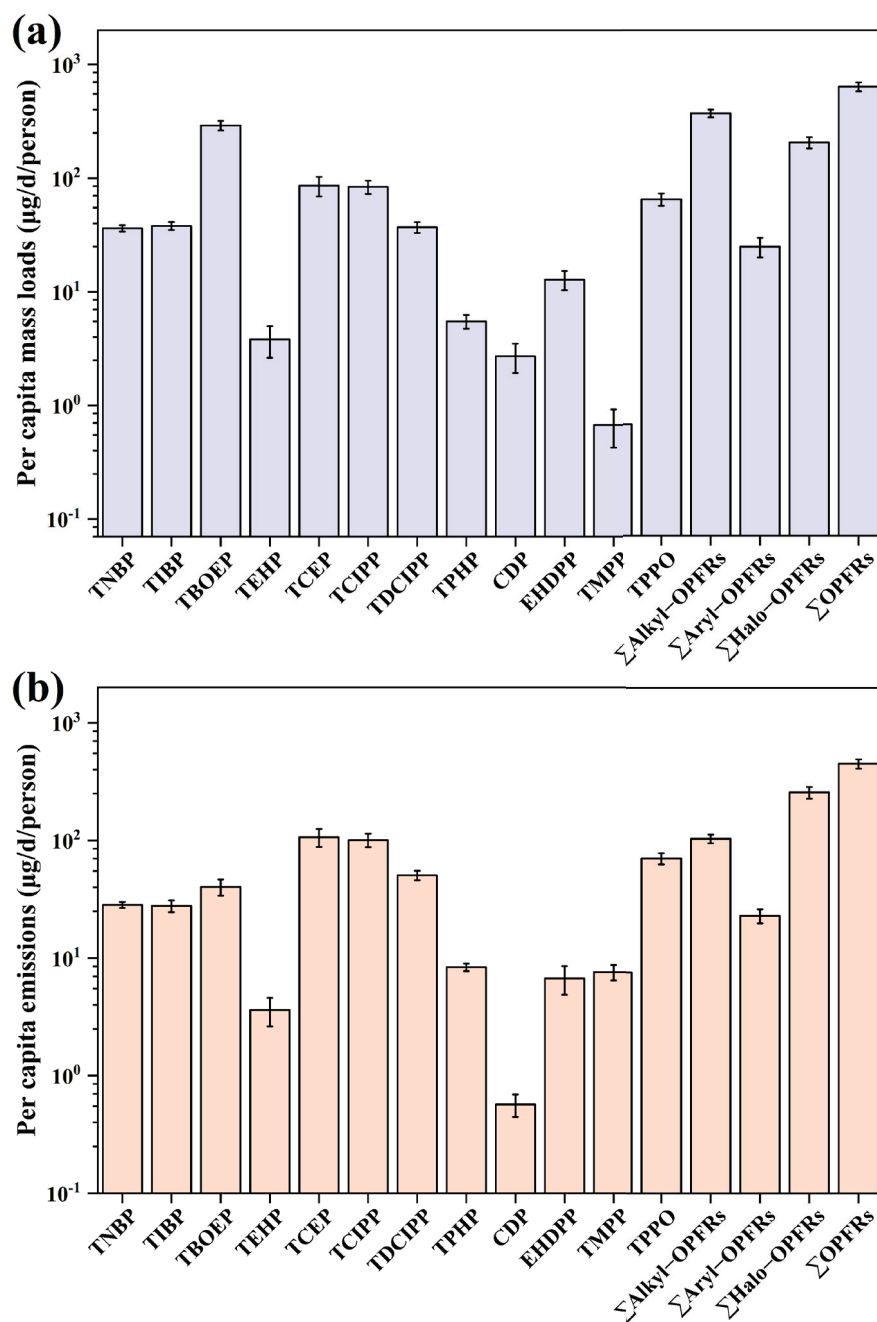 (a)
Per capita mass loads (μg/d/person)
10³
10²
10¹
10⁰
10⁻¹
TNBP
TIBP
TBOEP
TEHP
TCEP
TCIPP
TDCIPP
TPHP
CDP
EHDPP
TMPP
TPPO
∑Alkyl−OPFRs
∑Aryl−OPFRs
∑Halo−OPFRs
∑OPFRs
(b)
Per capita emissions (μg/d/person)
10³
10²
10¹
10⁰
10⁻¹
TNBP
TIBP
TBOEP
TEHP
TCEP
TCIPP
TDCIPP
TPHP
CDP
EHDPP
TMPP
TPPO
∑Alkyl−OPFRs
∑Aryl−OPFRs
∑Halo−OPFRs
∑OPFRs